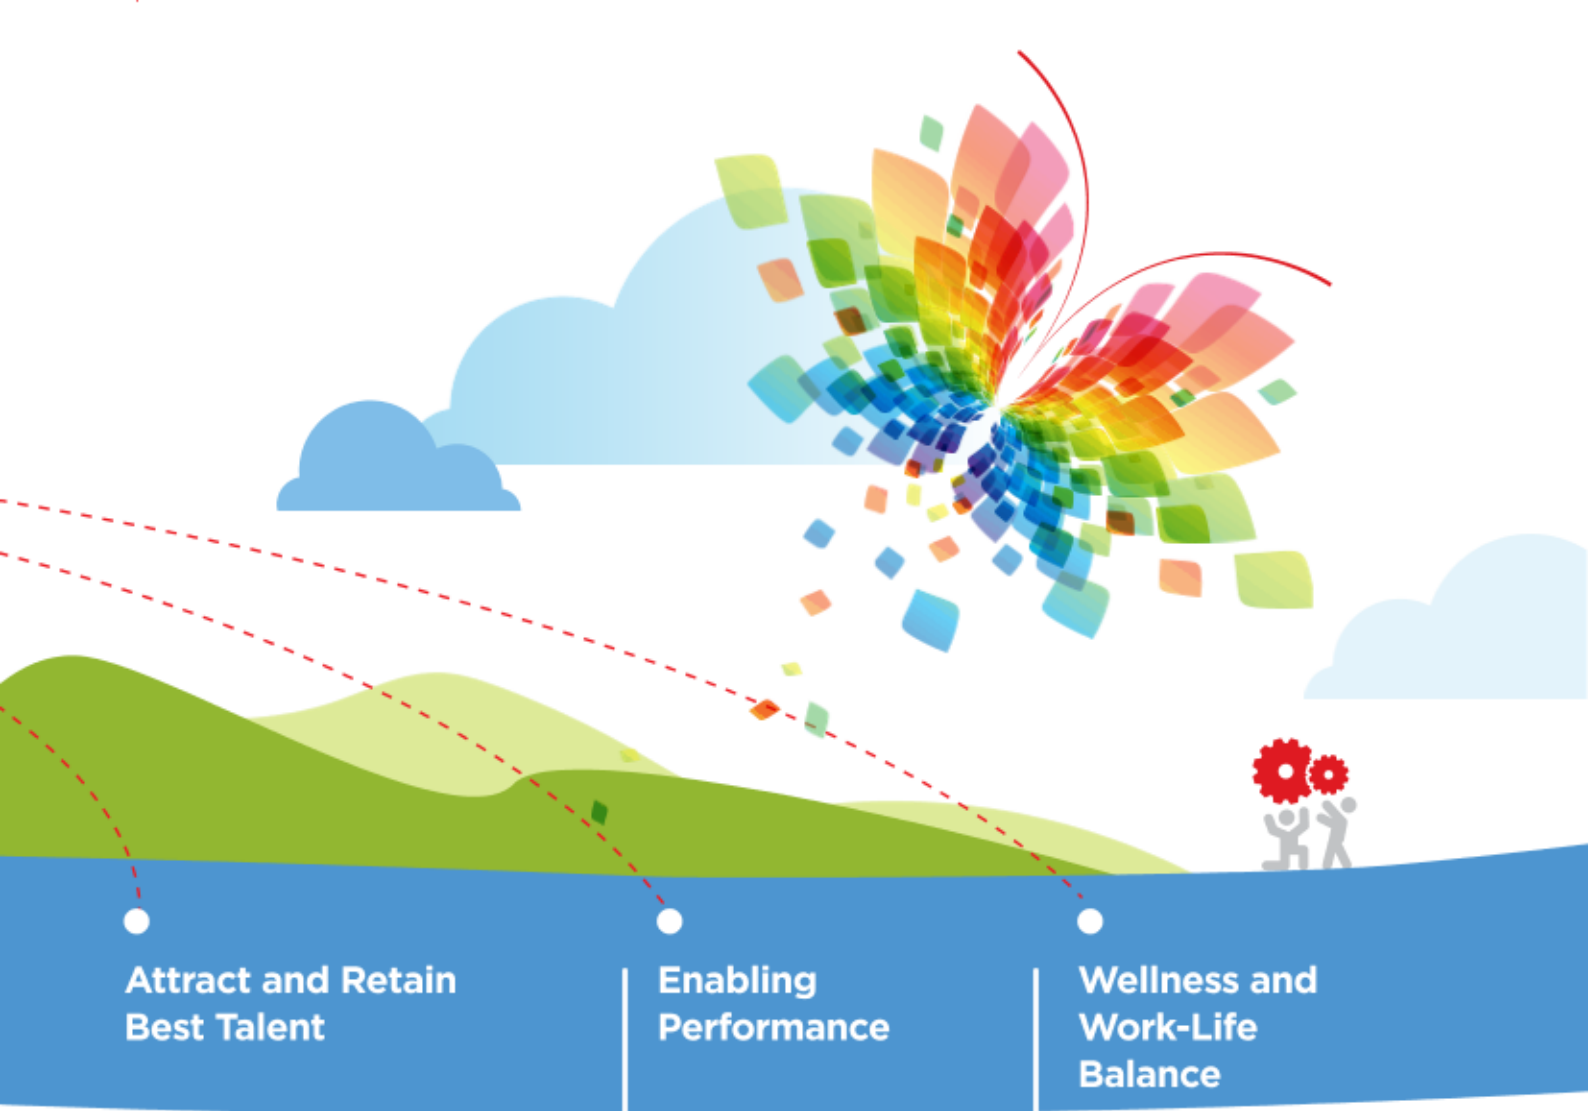 Attract and Retain
Best Talent
Enabling
Performance
Wellness and
Work-Life
Balance